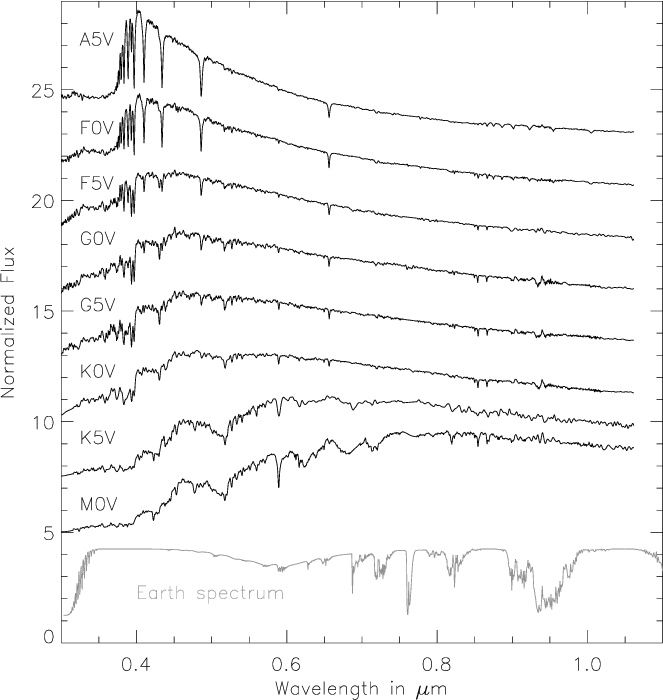 A5V
25
F0V
20
F5V
G0V
15
G5V
K0V
10
K5V
M0V
5
Earth spectrum
0
0.4 0.6 0.8 1.0
Wavelength in μm
Normalized Flux